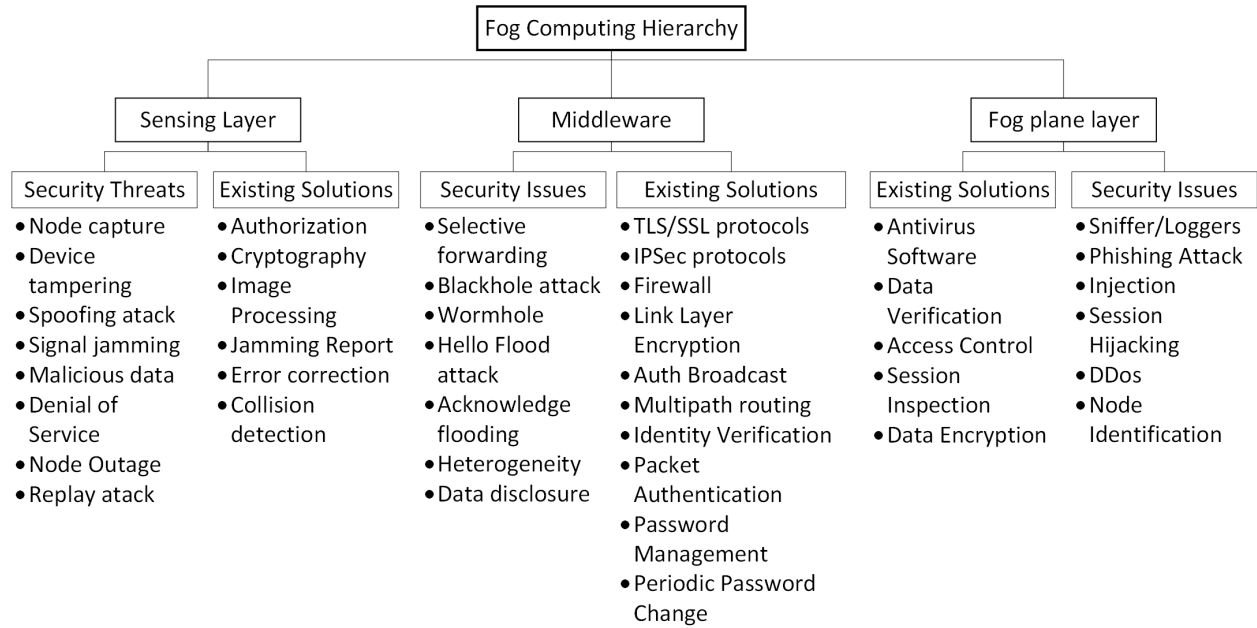 Fog Computing Hierarchy
Sensing Layer
Middleware
Fog plane layer
Security Threats
• Node capture
• Device
tampering
• Spoofing atack
• Signal jamming
• Malicious data
• Denial of
Service
• Node Outage
• Replay atack
Existing Solutions
• Authorization
• Cryptography
• Image
Processing
• Jamming Report
• Error correction
• Collision
detection
Security Issues
• Selective
forwarding
• Blackhole attack
• Wormhole
• Hello Flood
attack
• Acknowledge
flooding
• Heterogeneity
• Data disclosure
Existing Solutions
• TLS/SSL protocols
• IPSec protocols
• Firewall
• Link Layer
Encryption
• Auth Broadcast
• Multipath routing
• Identity Verification
• Packet
Authentication
• Password
Management
• Periodic Password
Change
Existing Solutions
• Antivirus
Software
• Data
Verification
• Access Control
• Session
Inspection
• Data Encryption
Security Issues
• Sniffer/Loggers
• Phishing Attack
• Injection
• Session
Hijacking
• DDos
• Node
Identification